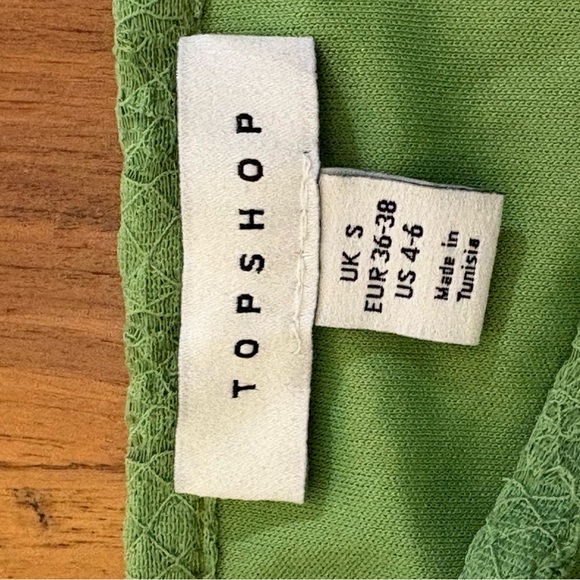 TOPSHOP
UK S
EUR 36-38
US 4-6
Made in
Tunisia